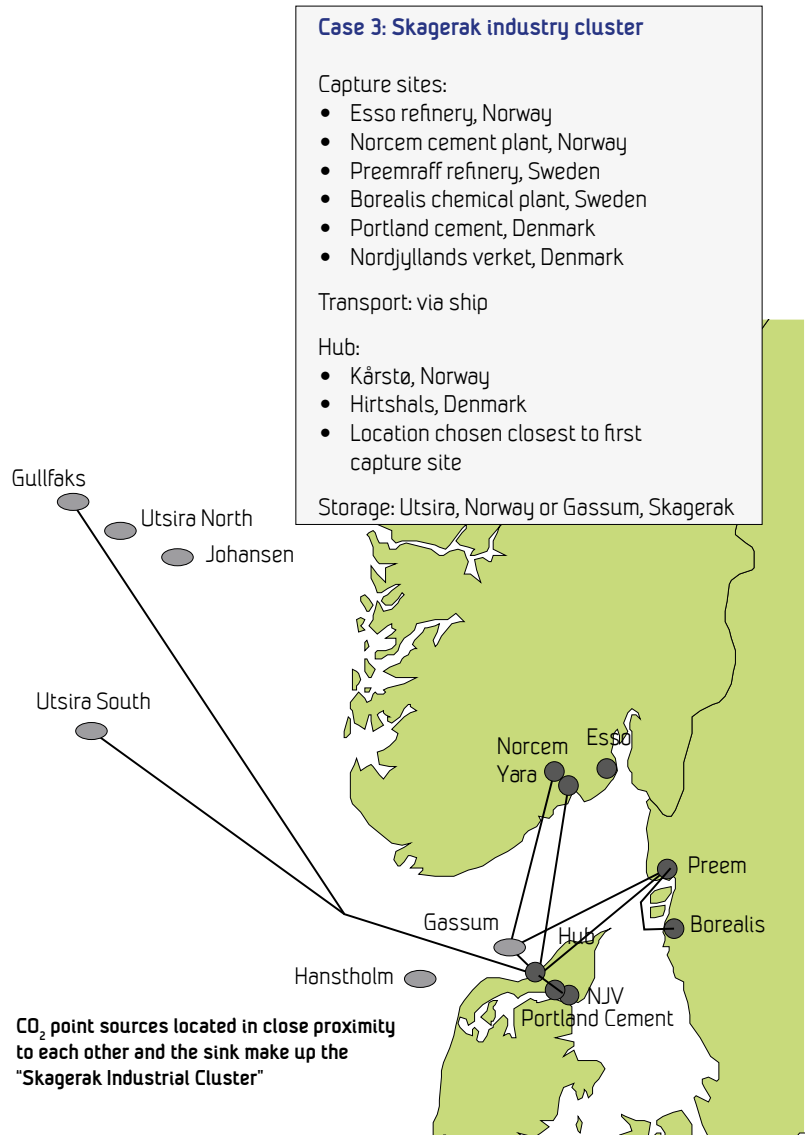 Case 3: Skagerak industry cluster
Capture sites:
• Esso refinery, Norway
• Norcem cement plant, Norway
• Preemraff refinery, Sweden
• Borealis chemical plant, Sweden
• Portland cement, Denmark
• Nordjyllands verket, Denmark
Transport: via ship
Hub:
• Kårstø, Norway
• Hirtshals, Denmark
• Location chosen closest to first
capture site
Storage: Utsira, Norway or Gassum, Skagerak
Gullfaks
Utsira North
Johansen
Utsira South
Norcem
Esso
Yara
Preem
Gassum
Hub
Borealis
Hanstholm
NJV
Portland Cement
CO₂ point sources located in close proximity
to each other and the sink make up the
"Skagerak Industrial Cluster"